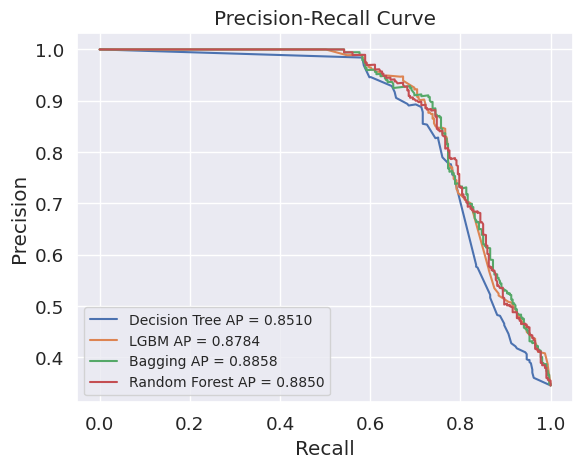 Precision-Recall Curve
1.0
0.9
0.8
0.7
0.6
0.5
0.4
Precision
Decision Tree AP = 0.8510
LGBM AP = 0.8784
Bagging AP = 0.8858
Random Forest AP = 0.8850
0.0 0.2 0.4 0.6 0.8 1.0
Recall